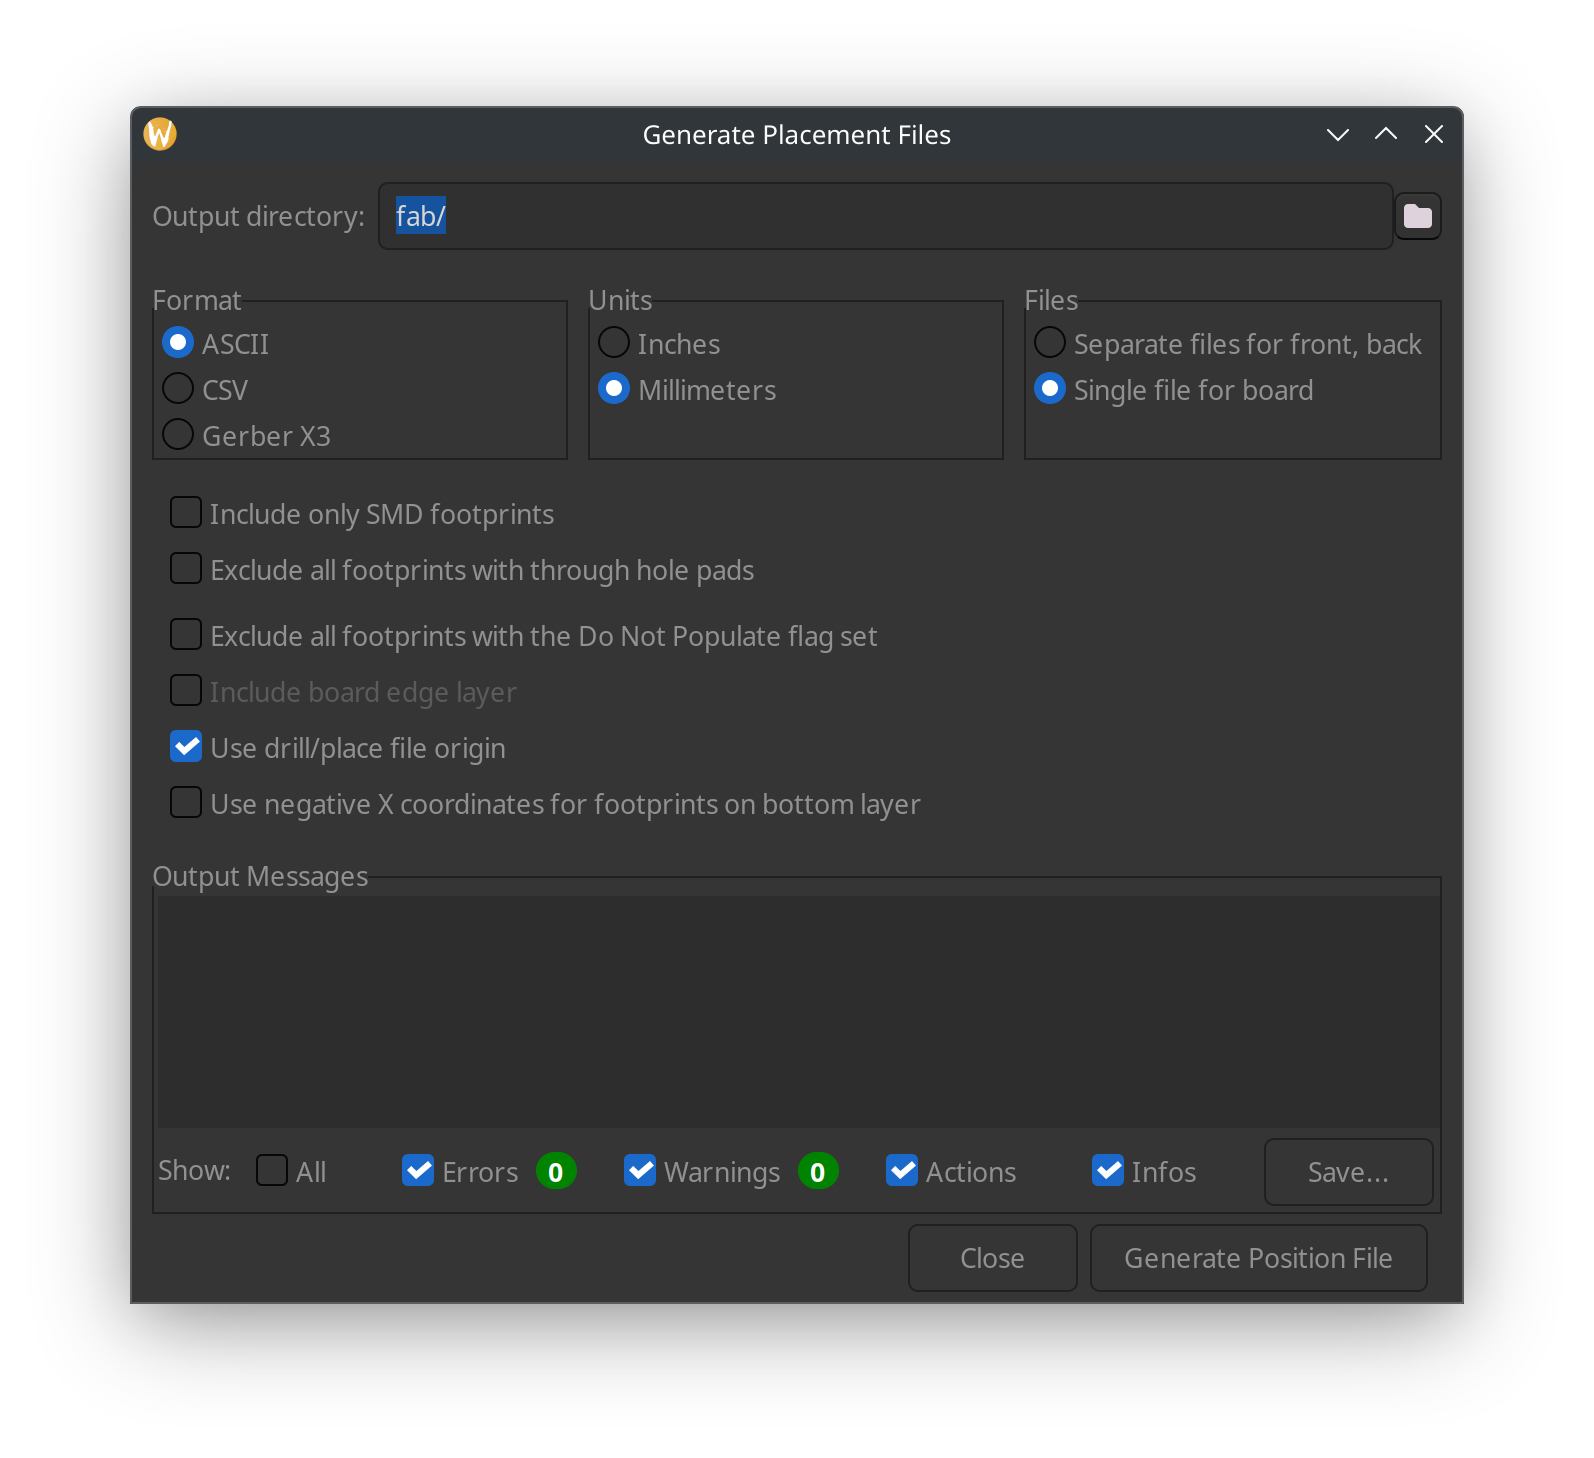 Generate Placement Files
Output directory: fab/
Format
ASCII
CSV
Gerber X3
Units
Inches
Millimeters
Files
Separate files for front, back
Single file for board
Include only SMD footprints
Exclude all footprints with through hole pads
Exclude all footprints with the Do Not Populate flag set
Include board edge layer
Use drill/place file origin
Use negative X coordinates for footprints on bottom layer
Output Messages
Show: All Errors 0 Warnings 0 Actions Infos Save...
Close Generate Position File